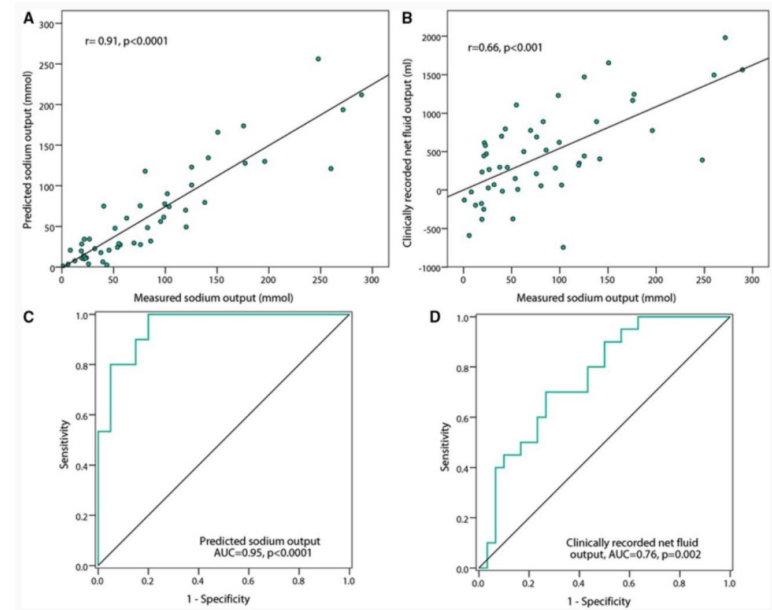 A
r= 0.91, p<0.0001
Predicted sodium output (mmol)
300
250
200
150
100
50
0
0 50 100 150 200 250 300
Measured sodium output (mmol)
B
r=0.66, p<0.001
Clinically recorded net fluid output (ml)
2000
1500
1000
500
0
-500
-1000
0 50 100 150 200 250 300
Measured sodium output (mmol)
C
Sensitivity
1.0
0.8
0.6
0.4
0.2
0.0
Predicted sodium output
AUC=0.95, p<0.0001
0.0 0.2 0.4 0.6 0.8 1.0
1 - Specificity
D
Sensitivity
1.0
0.8
0.6
0.4
0.2
0.0
Clinically recorded net fluid
output, AUC=0.76, p=0.002
0.0 0.2 0.4 0.6 0.8 1.0
1 - Specificity